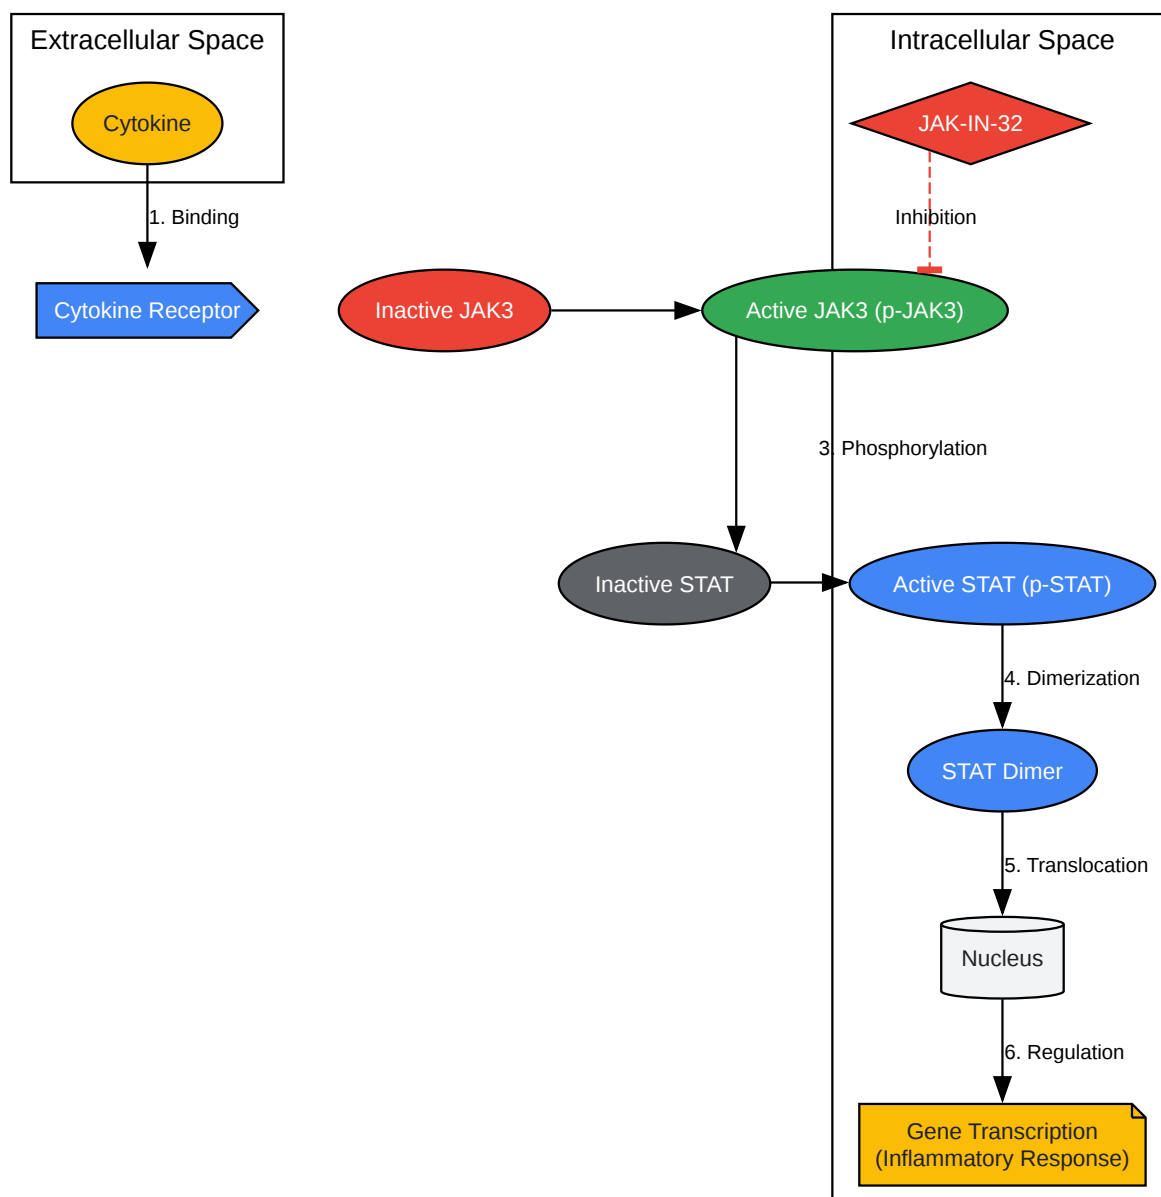 Extracellular Space
Intracellular Space
Cytokine
JAK-IN-32
1. Binding
Inhibition
Cytokine Receptor
Inactive JAK3
Active JAK3 (p-JAK3)
3. Phosphorylation
Inactive STAT
Active STAT (p-STAT)
4. Dimerization
STAT Dimer
5. Translocation
Nucleus
6. Regulation
Gene Transcription
(Inflammatory Response)